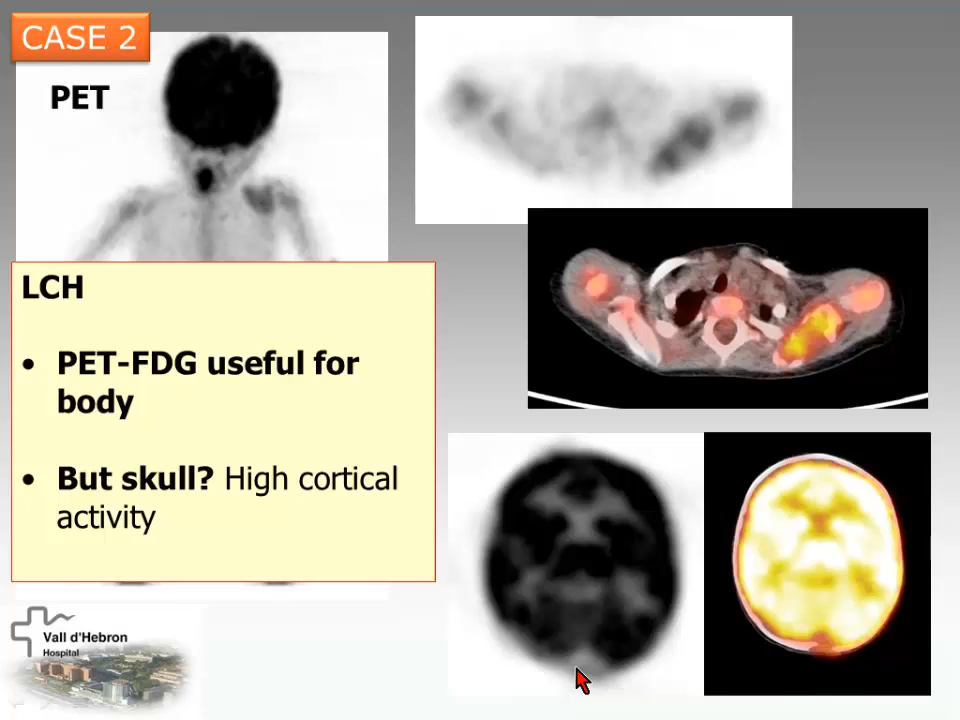 CASE 2
PET
LCH
• PET-FDG useful for
body
• But skull? High cortical
activity
Vall d'Hebron
Hospital